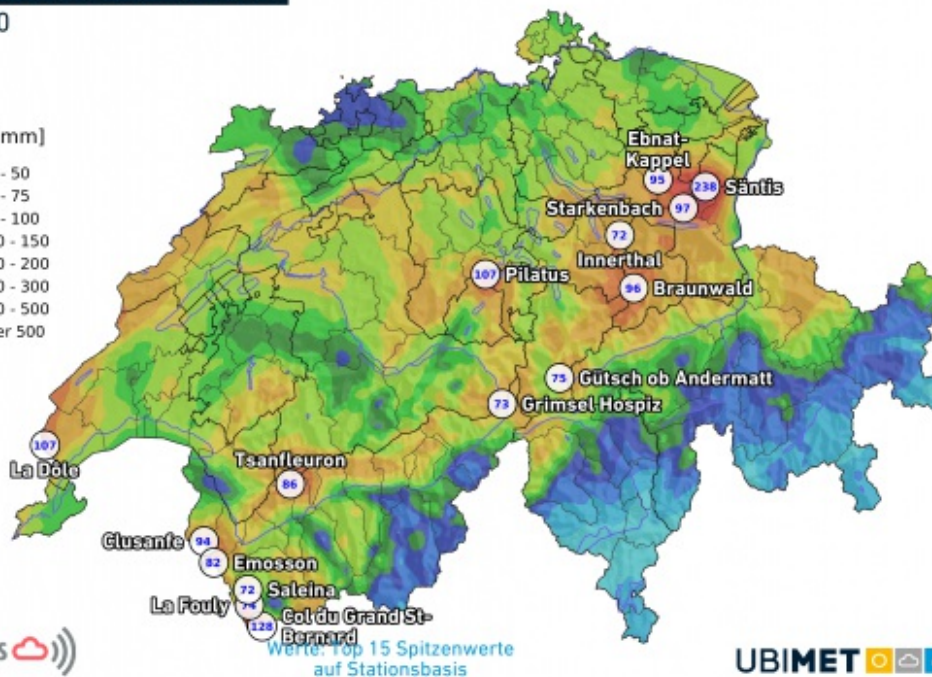 0
mm]
- 50
- 75
- 100
0 - 150
0 - 200
0 - 300
0 - 500
er 500
Ebnat-
Kappel
95
238 Säntis
Starkenbach 97
72
Innerthal
107 Pilatus
96 Braunwald
75 Gütsch ob Andermatt
73 Grimsel Hospiz
107
La Dôle
Tsanfleuron
86
Clusanfe 94
82 Emosson
72 Saleina
La Fouly 74
128 Col du Grand St-
Bernard
Werte: Top 15 Spitzenwerte
auf Stationsbasis
s
UBIMET